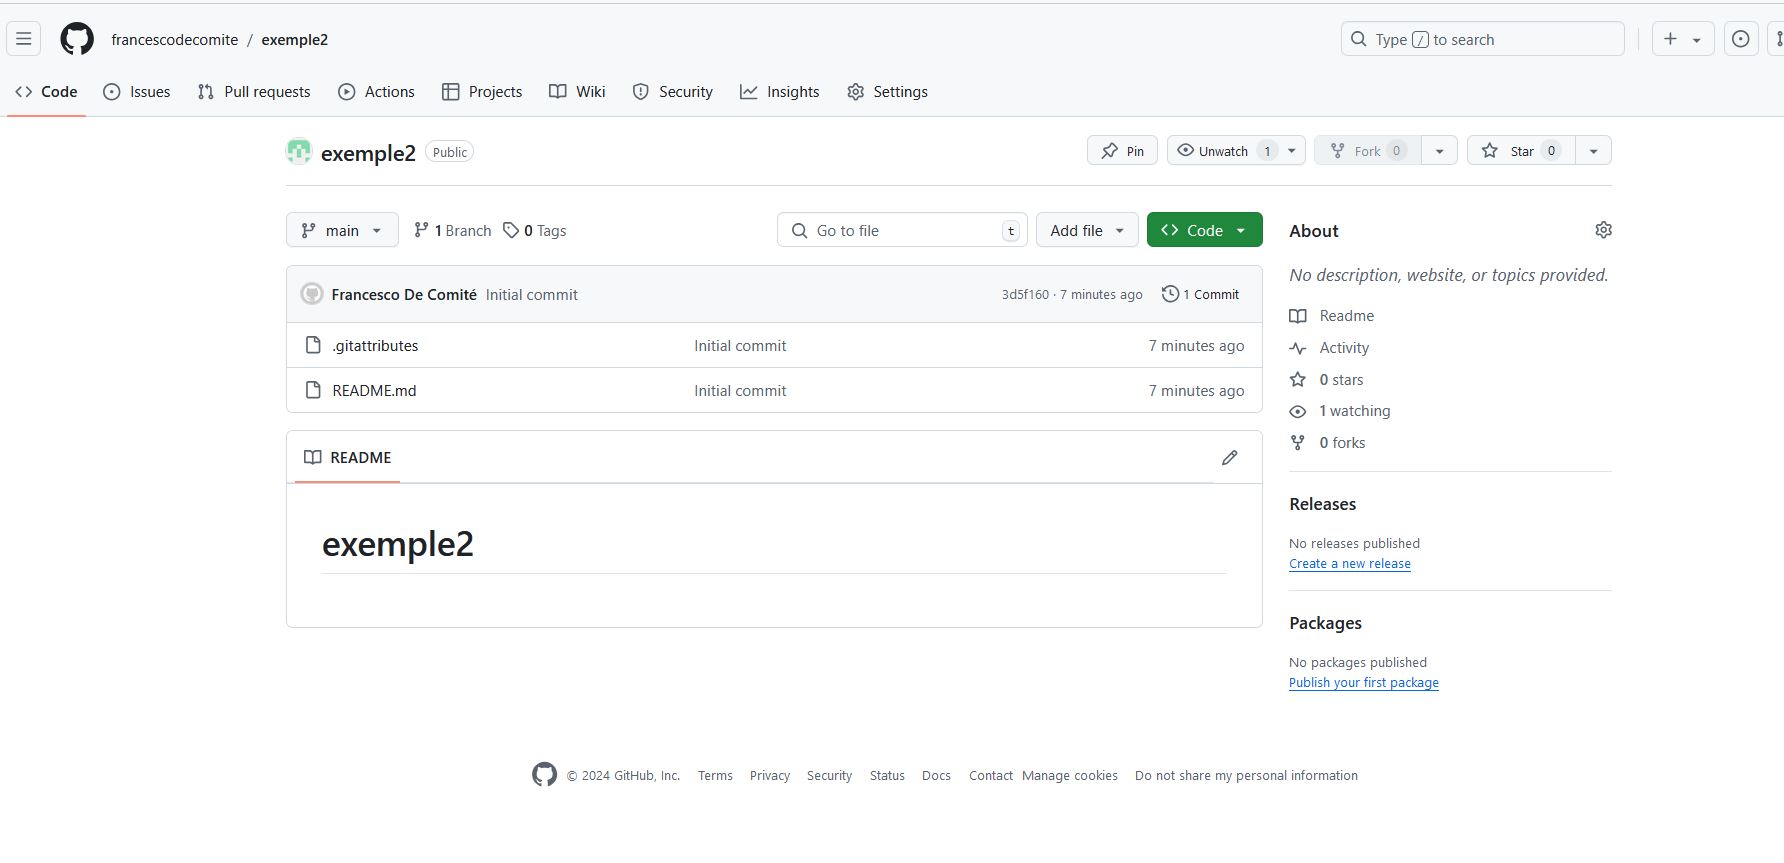 francescodecomite / exemple2
Type / to search
Code Issues Pull requests Actions Projects Wiki Security Insights Settings
exemple2 Public
Pin Unwatch 1 Fork 0 Star 0
main 1 Branch 0 Tags Go to file t Add file Code
Francesco De Comité Initial commit 3d5f160 · 7 minutes ago 1 Commit
.gitattributes Initial commit 7 minutes ago
README.md Initial commit 7 minutes ago
README
exemple2
About
No description, website, or topics provided.
Readme
Activity
0 stars
1 watching
0 forks
Releases
No releases published
Create a new release
Packages
No packages published
Publish your first package
© 2024 GitHub, Inc. Terms Privacy Security Status Docs Contact Manage cookies Do not share my personal information